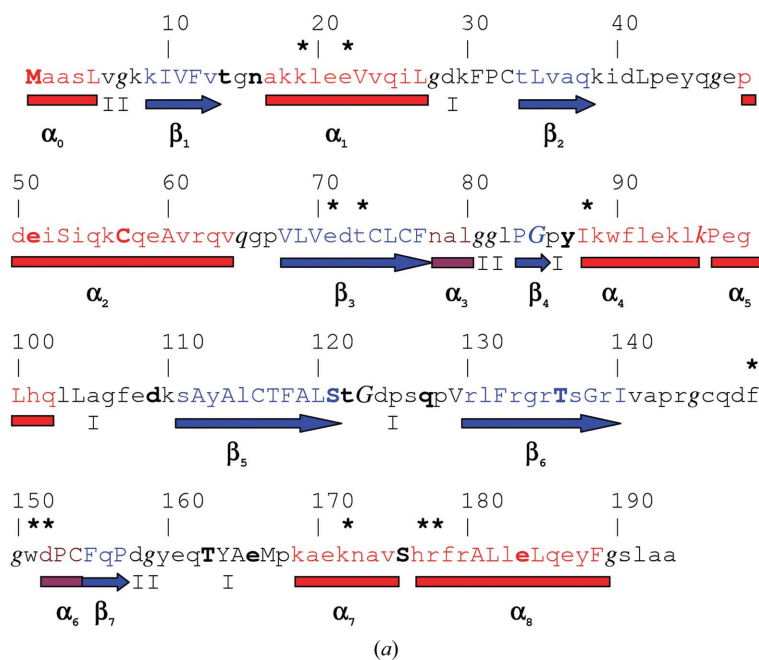 10 20 30 40
* *
MaasLvgkkIVFvtgnakkleeVvqiLgdkFPCtLvaqkidLpeyqgep
II I
α₀ β₁ α₁ β₂
50 60 70 80 90
* * *
deiSiqkCqeAvrqvqgpVLVedtCLCFnalgglPGpyIkwfleklkPeg
II I
α₂ β₃ α₃ β₄ α₄ α₅
100 110 120 130 140
*
LhqlLagfedksAyAlCTFALStGdpsqpVrlFrgrTsGrIvaprgcqdf
I I
β₅ β₆
150 160 170 180 190
** * **
gwdPCFqPdgyeqTYAeMpkaeknavShrfrALleLqeyFgslaa
II I
α₆ β₇ α₇ α₈
(a)